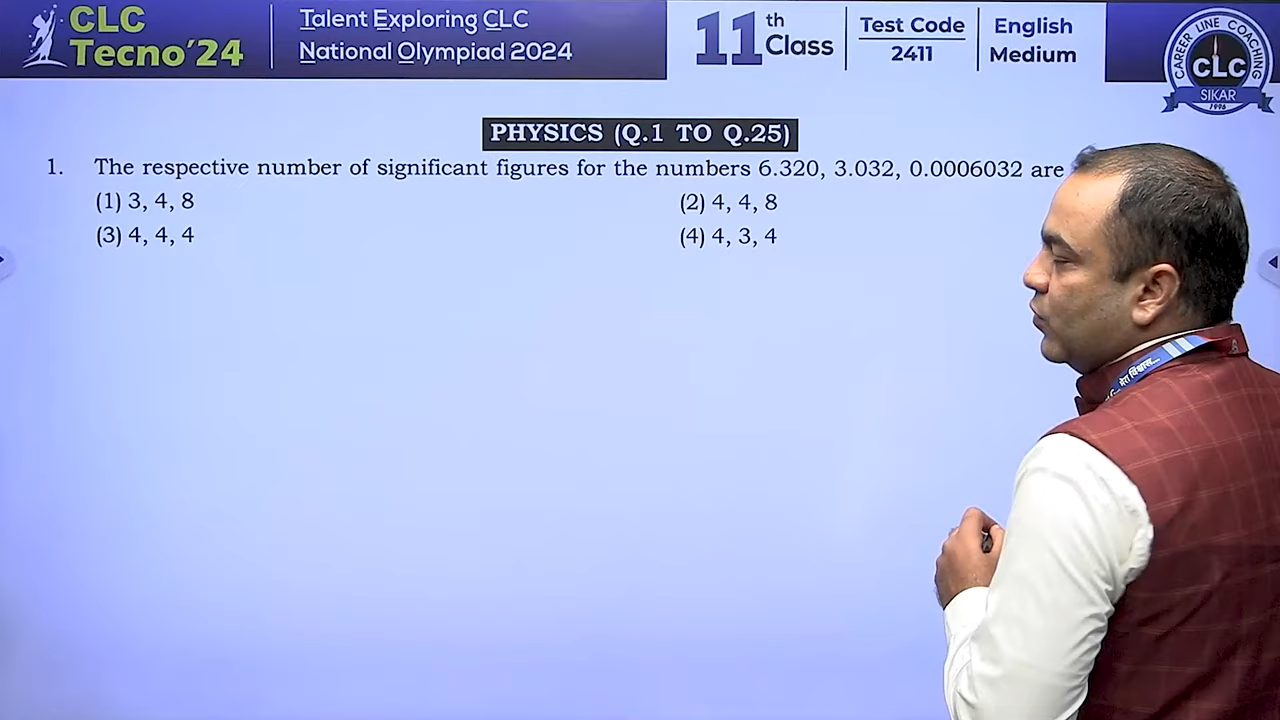 CLC
Tecno'24
Talent Exploring CLC
National Olympiad 2024
11th Class
Test Code
2411
English
Medium
CAREER LINE COACHING
CLC
SIKAR
1996
PHYSICS (Q.1 TO Q.25)
1. The respective number of significant figures for the numbers 6.320, 3.032, 0.0006032 are
(1) 3, 4, 8 (2) 4, 4, 8
(3) 4, 4, 4 (4) 4, 3, 4
मेरा विश्वास...